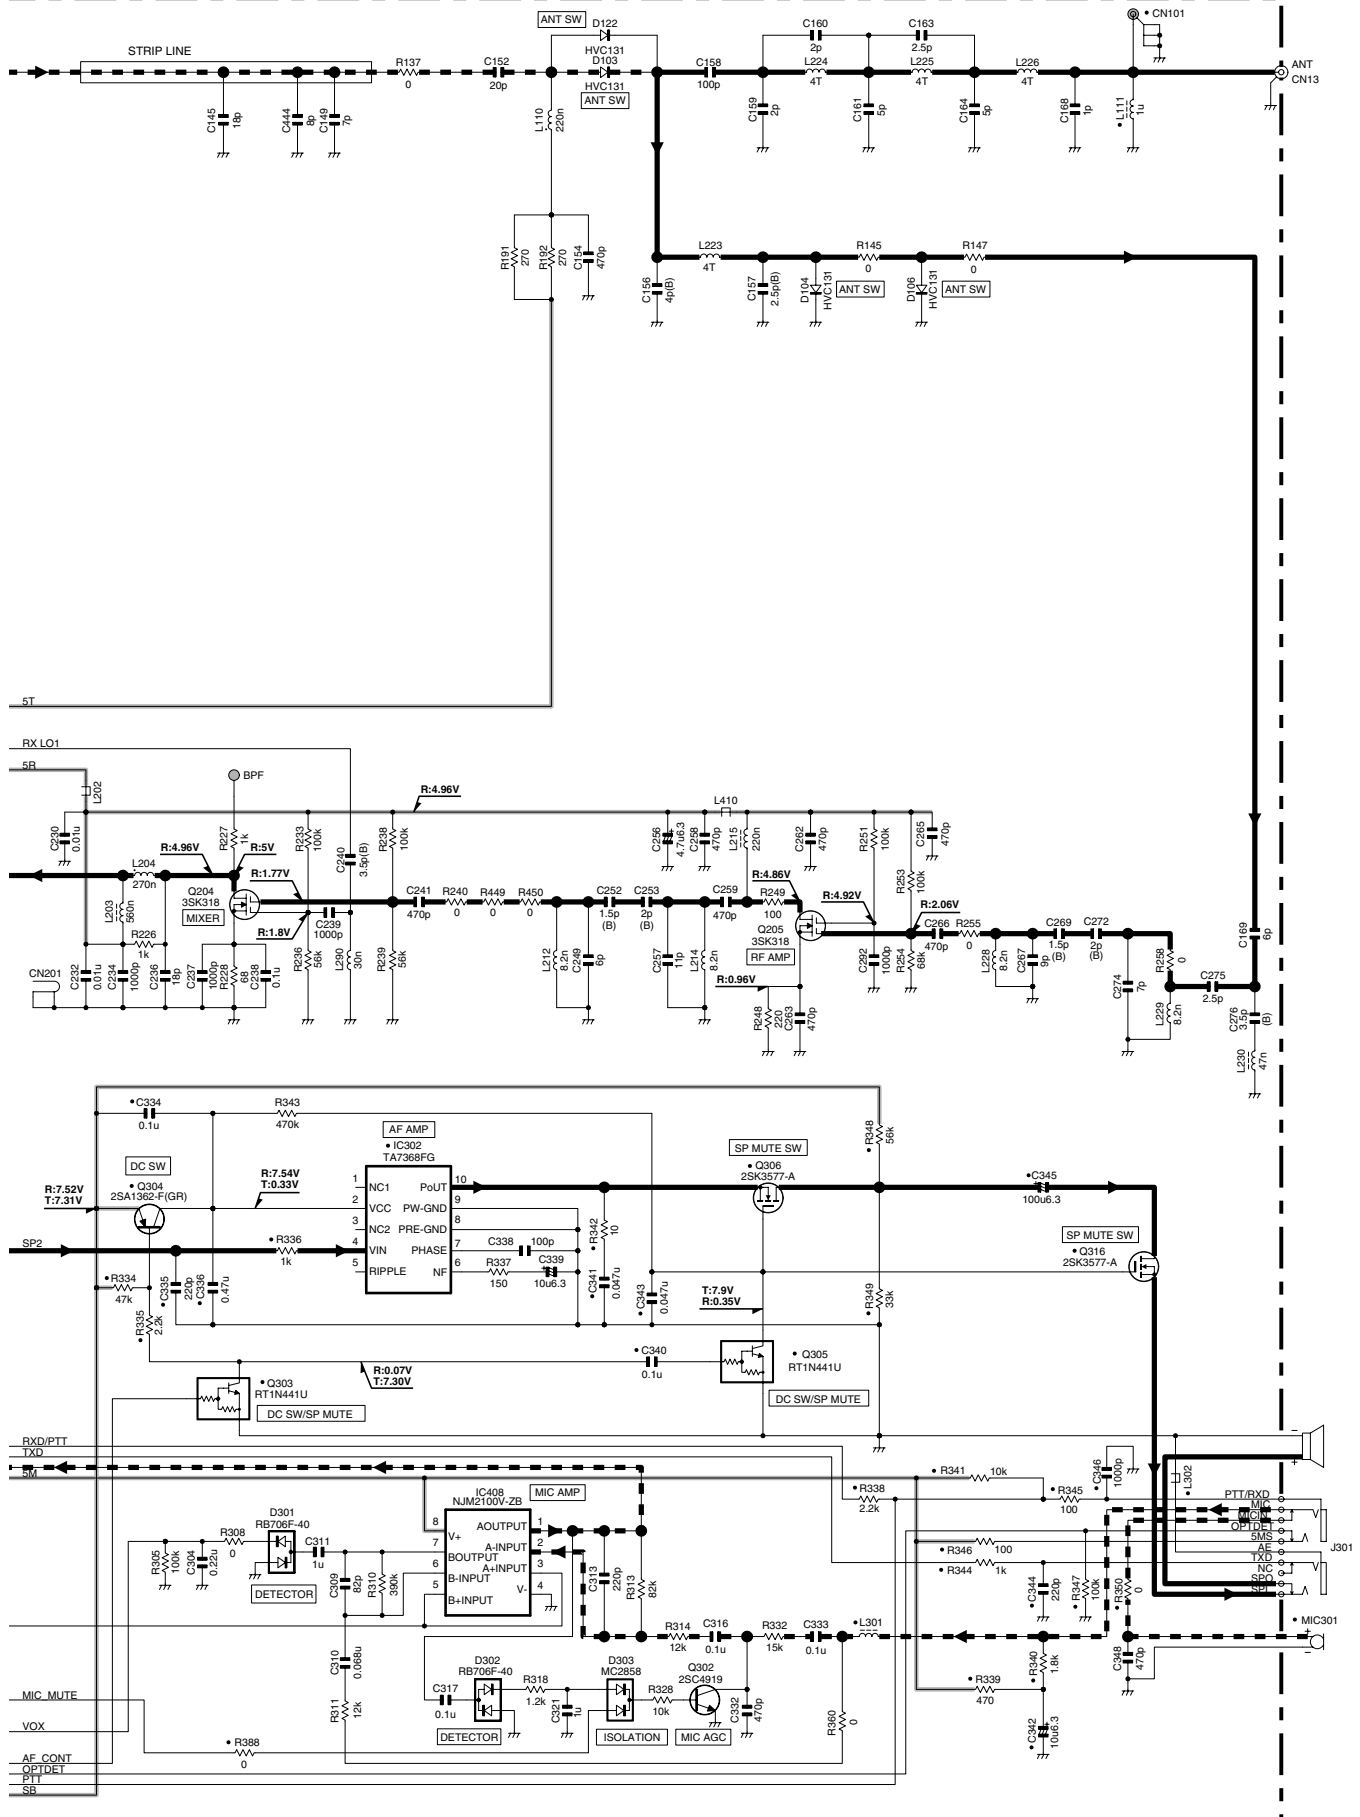 ANT SW
D122
HVC131
D103
HVC131
ANT SW
STRIP LINE
R137
0
C152
20p
C158
100p
C160
2p
C163
2.5p
L224
4T
L225
4T
L226
4T
• CN101
ANT
CN13
C145
18p
C444
8p
C149
7p
L110
220n
C159
2p
C161
5p
C164
5p
C168
1p
• L111
1u
R191
270
R192
270
C154
470p
C156
4p(B)
L223
4T
C157
2.5p(B)
D104
HVC131
R145
0
ANT SW
D106
HVC131
R147
0
ANT SW
5T
RX LO1
5R
L202
BPF
R:4.96V
C230
0.01u
R227
1k
R:4.96V
R:5V
R233
100k
C240
3.5p(B)
R238
100k
L410
C256
4.7u6.3
C258
470p
L215
220n
C262
470p
R251
100k
R253
100k
C265
470p
L204
270n
R:1.77V
Q204
3SK318
MIXER
L203
560n
R226
1k
R:1.8V
C239
1000p
C241
470p
R240
0
R449
0
R450
0
C252
1.5p
(B)
C253
2p
(B)
C259
470p
R249
100
R:4.86V
R:4.92V
R:2.06V
Q205
3SK318
RF AMP
C266
470p
R255
0
C269
1.5p
(B)
C272
2p
(B)
C169
6p
CN201
C232
0.01u
C234
1000p
C236
18p
C237
1000p
R228
68
C238
0.1u
R236
56k
L290
30n
R239
56k
L212
8.2n
C249
6p
C257
11p
L214
8.2n
R:0.96V
R248
220
C263
470p
C292
1000p
R254
68k
L228
8.2n
C267
9p
C274
7p
R258
0
L229
8.2n
C275
2.5p
C276
3.5p
(B)
L230
47n
• C334
0.1u
R343
470k
AF AMP
• IC302
TA7368FG
DC SW
• Q304
2SA1362-F(GR)
R:7.52V
T:7.31V
R:7.54V
T:0.33V
1 NC1 PoUT 10
2 VCC PW-GND 9
3 NC2 PRE-GND 8
4 VIN PHASE 7
5 RIPPLE NF 6
SP MUTE SW
• Q306
2SK3577-A
• R348
56k
• C345
100u6.3
SP MUTE SW
• Q316
2SK3577-A
SP2
• R336
1k
C338
100p
R337
150
C339
10u6.3
• R342
10
• C341
0.047u
• C343
0.047u
T:7.9V
R:0.35V
• R349
33k
• R334
47k
• C335
220p
• C336
0.47u
• R335
2.2k
R:0.07V
T:7.30V
• C340
0.1u
• Q305
RT1N441U
DC SW/SP MUTE
• Q303
RT1N441U
DC SW/SP MUTE
RXD/PTT
TXD
5M
IC408
NJM2100V-ZB
MIC AMP
8 V+ AOUTPUT 1
7 BOUTPUT A-INPUT 2
6 B-INPUT A+INPUT 3
5 B+INPUT V- 4
D301
RB706F-40
DETECTOR
R308
0
C311
1u
R305
100k
C304
0.22u
C309
82p
R310
390k
C313
220p
R313
82k
• R341
10k
• R338
2.2k
• R345
100
C346
1000p
• L302
PTT/RXD
MIC
MICIN
OPTDET
5MS
AE
TXD
NC
SPO
SPI
J301
• R346
100
• R344
1k
• C344
220p
• R347
100k
• R350
0
• MIC301
+
−
R314
12k
C316
0.1u
R332
15k
C333
0.1u
• L301
• R340
1.8k
C348
470p
• R339
470
• C342
10u6.3
C310
0.068u
R311
12k
C317
0.1u
D302
RB706F-40
DETECTOR
R318
1.2k
C321
1u
D303
MC2858
ISOLATION
R328
10k
Q302
2SC4919
MIC AGC
C332
470p
R360
0
MIC_MUTE
VOX
• R388
0
AF_CONT
OPTDET
PTT
SB